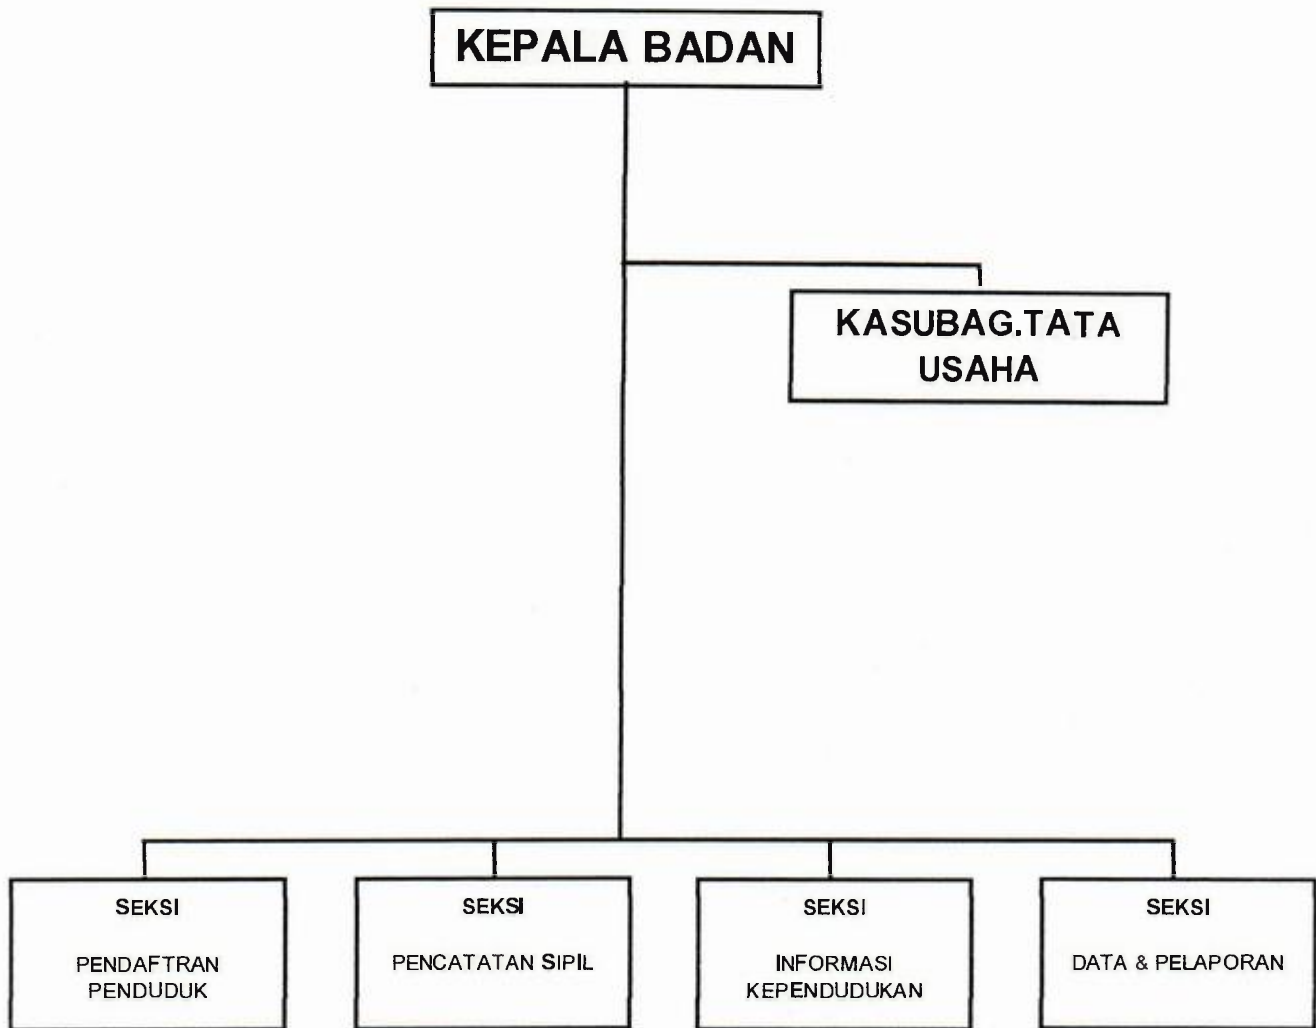 KEPALA BADAN
KASUBAG.TATA
USAHA
SEKSI
PENDAFTRAN
PENDUDUK
SEKSI
PENCATATAN SIPIL
SEKSI
INFORMASI
KEPENDUDUKAN
SEKSI
DATA & PELAPORAN